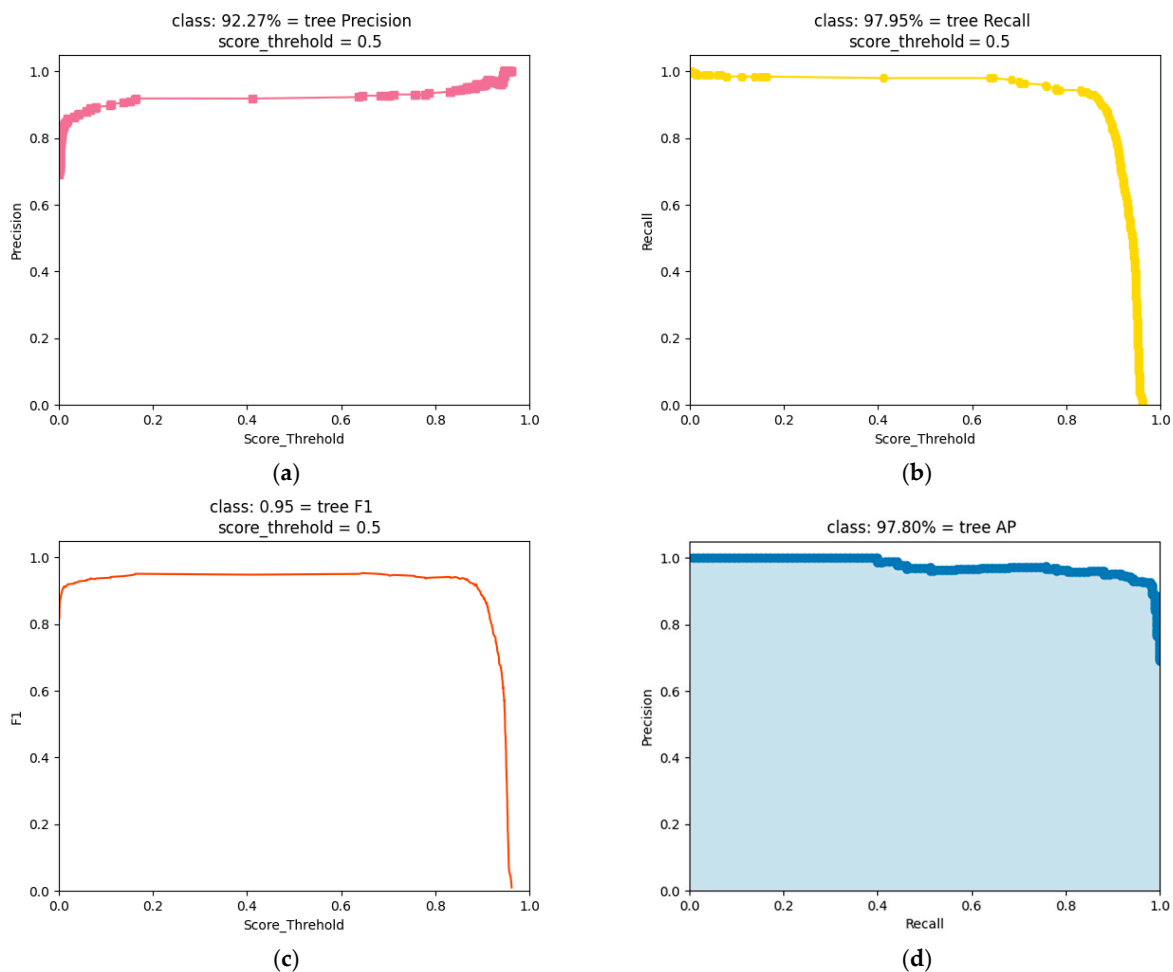 class: 92.27% = tree Precision
score_threhold = 0.5
1.0
0.8
0.6
0.4
0.2
0.0
Precision
0.0 0.2 0.4 0.6 0.8 1.0
Score_Threhold
(a)
class: 97.95% = tree Recall
score_threhold = 0.5
1.0
0.8
0.6
0.4
0.2
0.0
Recall
0.0 0.2 0.4 0.6 0.8 1.0
Score_Threhold
(b)
class: 0.95 = tree F1
score_threhold = 0.5
1.0
0.8
0.6
0.4
0.2
0.0
F1
0.0 0.2 0.4 0.6 0.8 1.0
Score_Threhold
(c)
class: 97.80% = tree AP
1.0
0.8
0.6
0.4
0.2
0.0
Precision
0.0 0.2 0.4 0.6 0.8 1.0
Recall
(d)